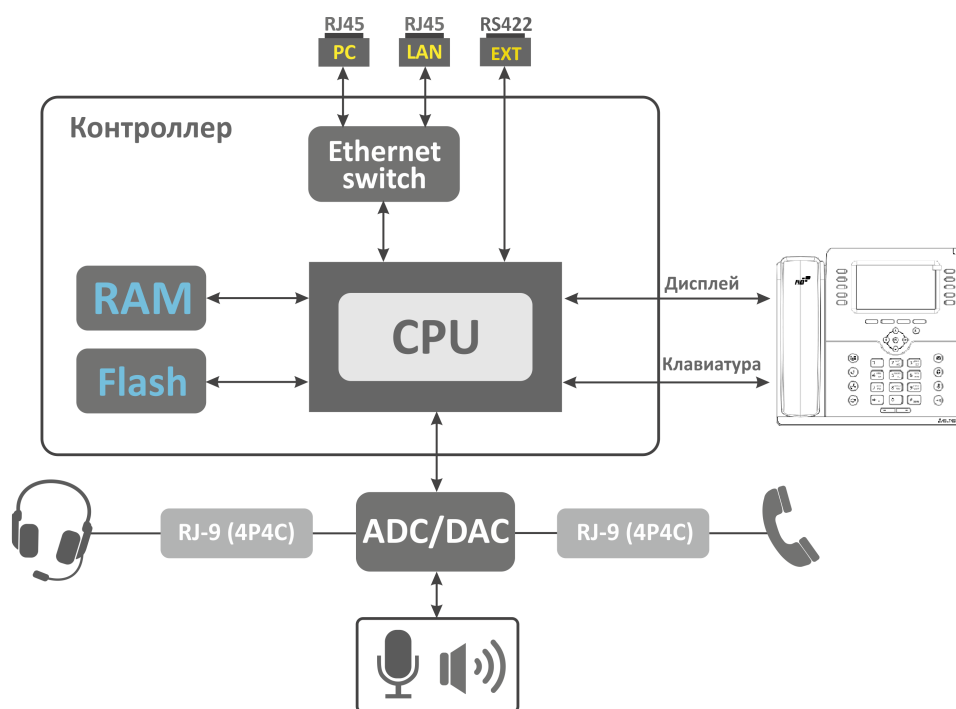 RJ45
RJ45
RS422
PC
LAN
EXT
Контроллер
Ethernet
switch
RAM
Дисплей
CPU
Flash
Клавиатура
RJ-9 (4P4C)
ADC/DAC
RJ-9 (4P4C)